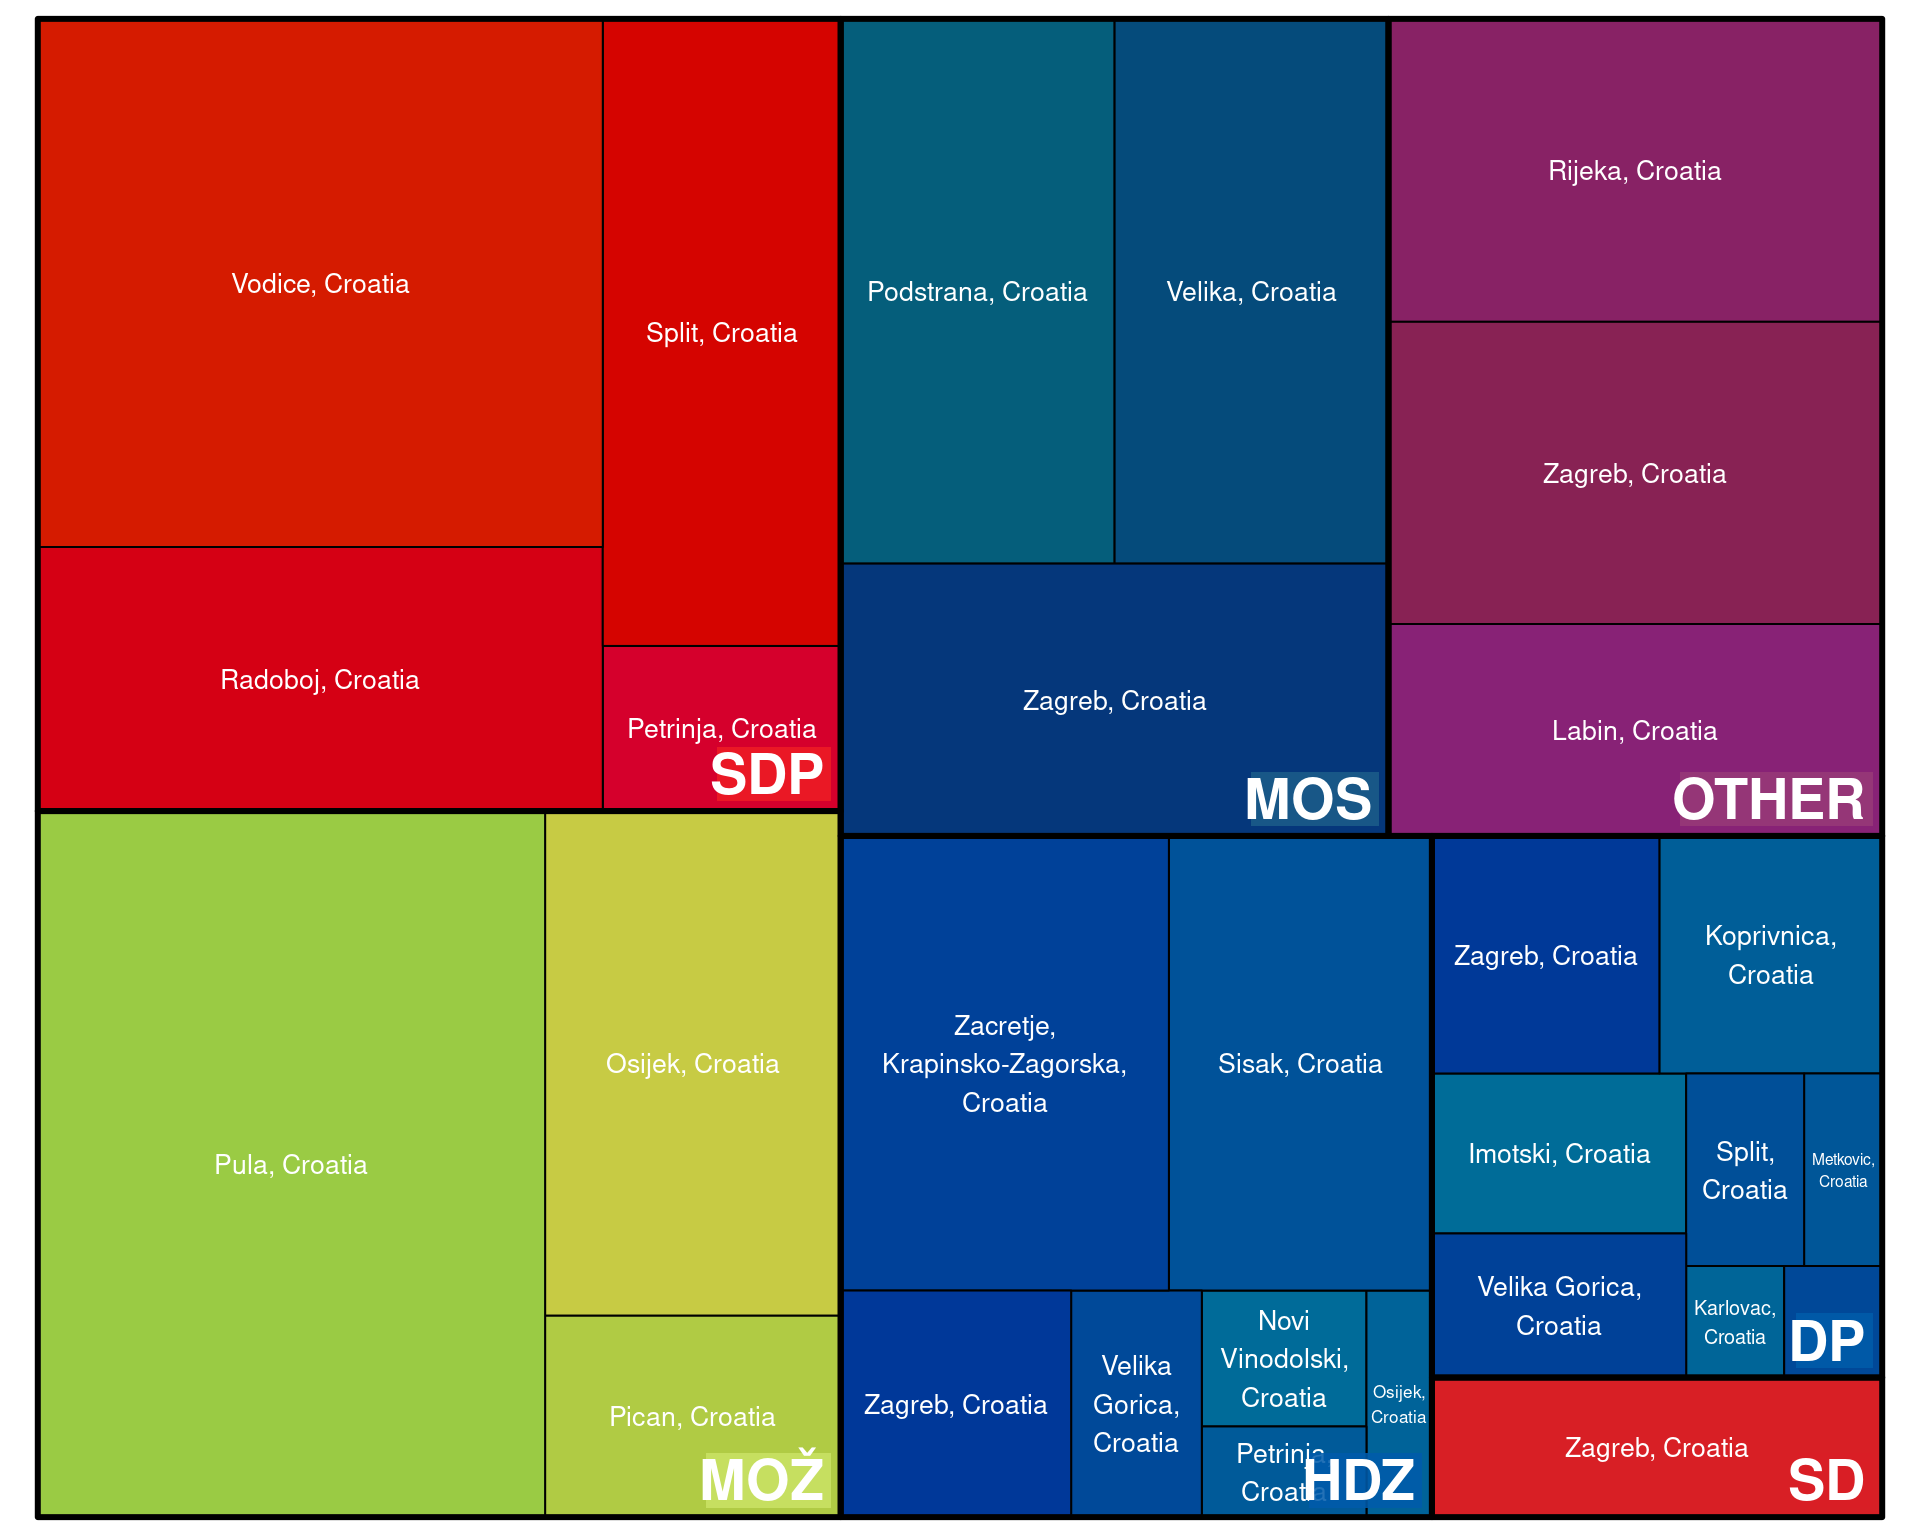 Vodice, Croatia
Split, Croatia
Radoboj, Croatia
Petrinja, Croatia
SDP
Podstrana, Croatia
Velika, Croatia
Zagreb, Croatia
MOS
Rijeka, Croatia
Zagreb, Croatia
Labin, Croatia
OTHER
Pula, Croatia
Osijek, Croatia
Pican, Croatia
MOŽ
Zacretje,
Krapinsko-Zagorska,
Croatia
Sisak, Croatia
Zagreb, Croatia
Velika
Gorica,
Croatia
Novi
Vinodolski,
Croatia
Osijek,
Croatia
Petrinja,
Croatia
HDZ
Zagreb, Croatia
Koprivnica,
Croatia
Imotski, Croatia
Split,
Croatia
Metkovic,
Croatia
Velika Gorica,
Croatia
Karlovac,
Croatia
DP
Zagreb, Croatia
SD